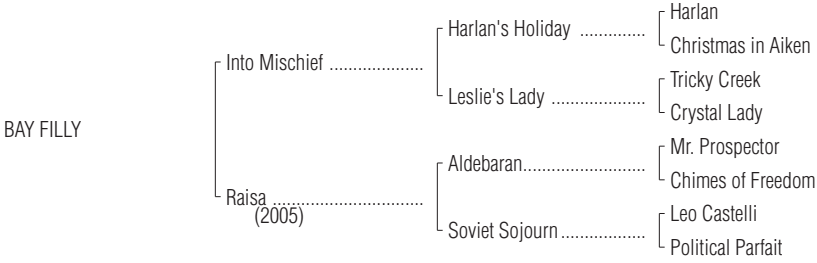 Harlan
Harlan's Holiday ..............
Christmas in Aiken
Into Mischief ....................
Tricky Creek
Leslie's Lady ....................
Crystal Lady
BAY FILLY
Mr. Prospector
Aldebaran..........................
Chimes of Freedom
Raisa ................................
(2005)
Leo Castelli
Soviet Sojourn..................
Political Parfait